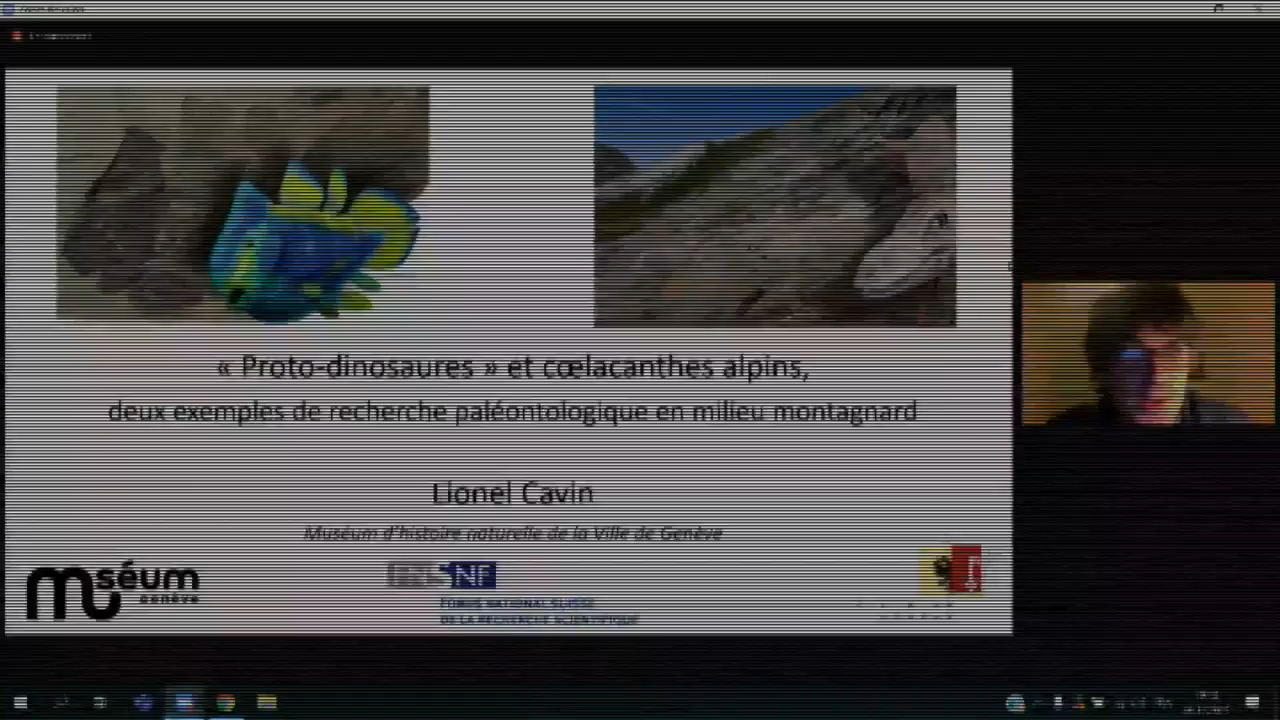 « Proto-dinosaures » et cœlacanthes alpins,
deux exemples de recherche paléontologique en milieu montagnard
Lionel Cavin
Muséum d'histoire naturelle de la Ville de Genève
muséum
genève
FNSNF
FONDS NATIONAL SUISSE
DE LA RECHERCHE SCIENTIFIQUE